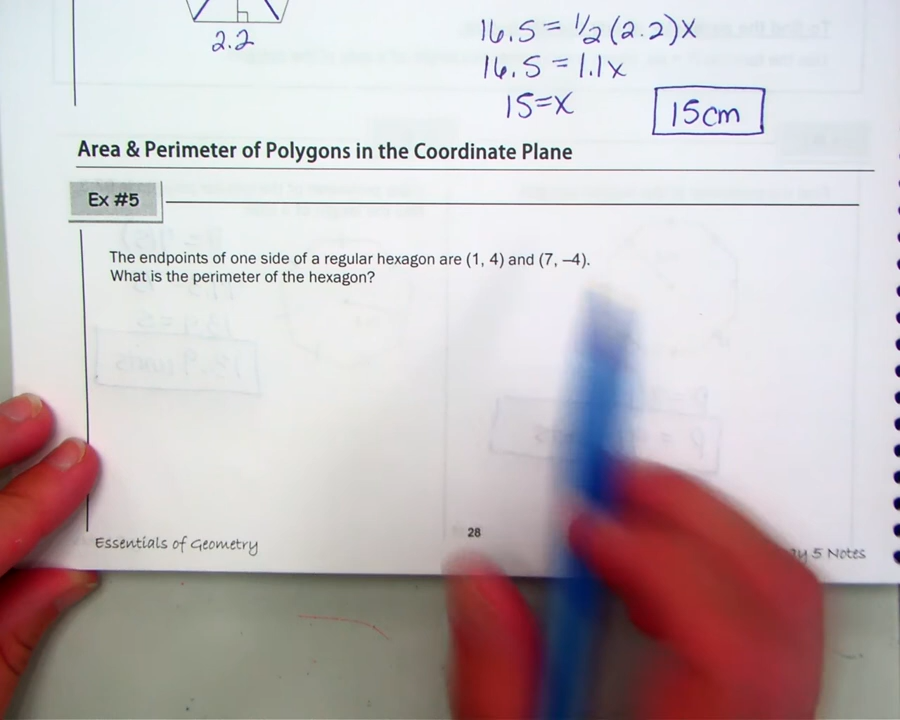 2.2
16.5 = 1/2 (2.2)x
16.5 = 1.1x
15=x
15cm
Area & Perimeter of Polygons in the Coordinate Plane
Ex #5
The endpoints of one side of a regular hexagon are (1, 4) and (7, –4).
What is the perimeter of the hexagon?
28
Essentials of Geometry
5 Notes